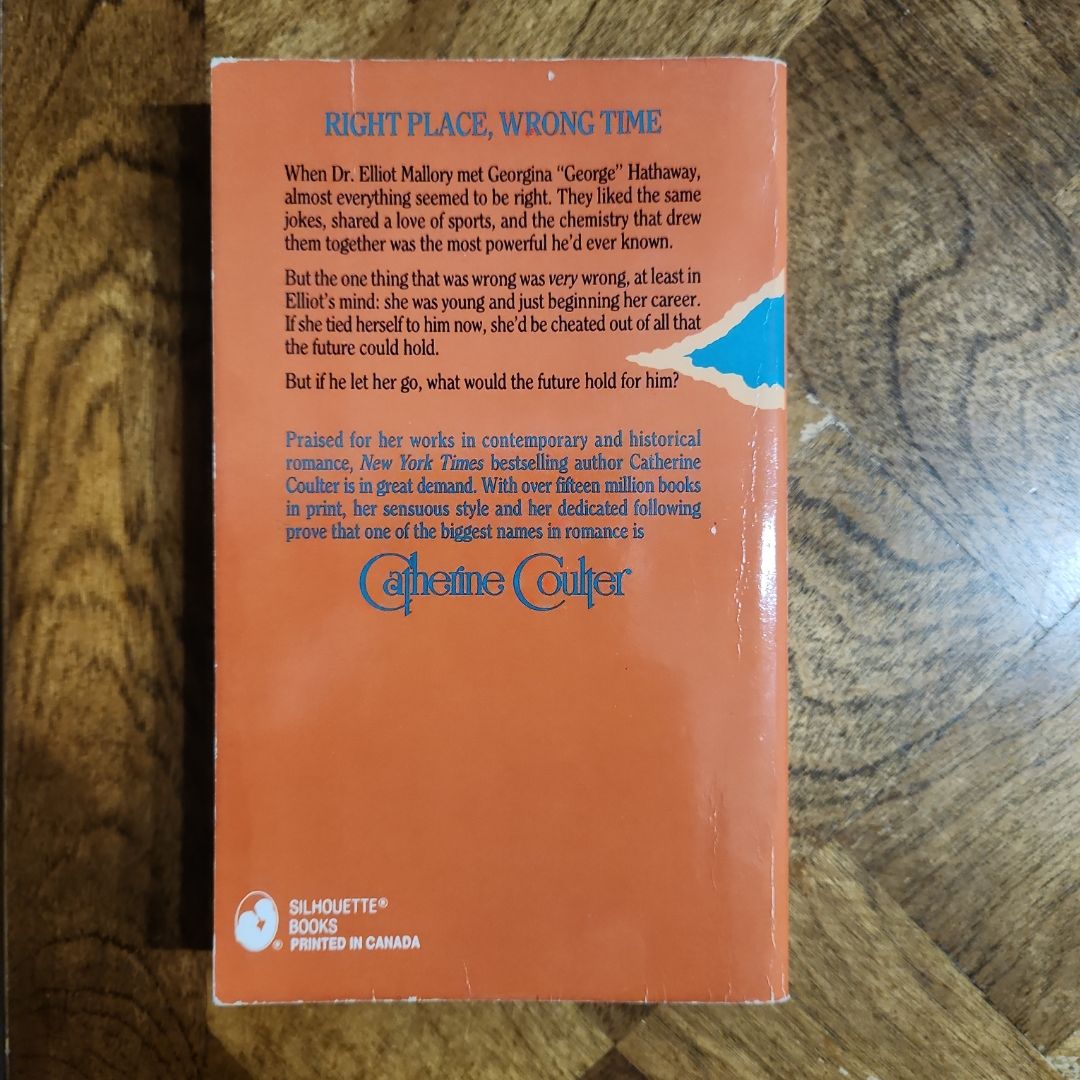 RIGHT PLACE, WRONG TIME
When Dr. Elliot Mallory met Georgina "George" Hathaway,
almost everything seemed to be right. They liked the same
jokes, shared a love of sports, and the chemistry that drew
them together was the most powerful he'd ever known.
But the one thing that was wrong was very wrong, at least in
Elliot's mind: she was young and just beginning her career.
If she tied herself to him now, she'd be cheated out of all that
the future could hold.
But if he let her go, what would the future hold for him?
Praised for her works in contemporary and historical
romance, New York Times bestselling author Catherine
Coulter is in great demand. With over fifteen million books
in print, her sensuous style and her dedicated following
prove that one of the biggest names in romance is
Catherine Coulter
SILHOUETTE®
BOOKS
® PRINTED IN CANADA